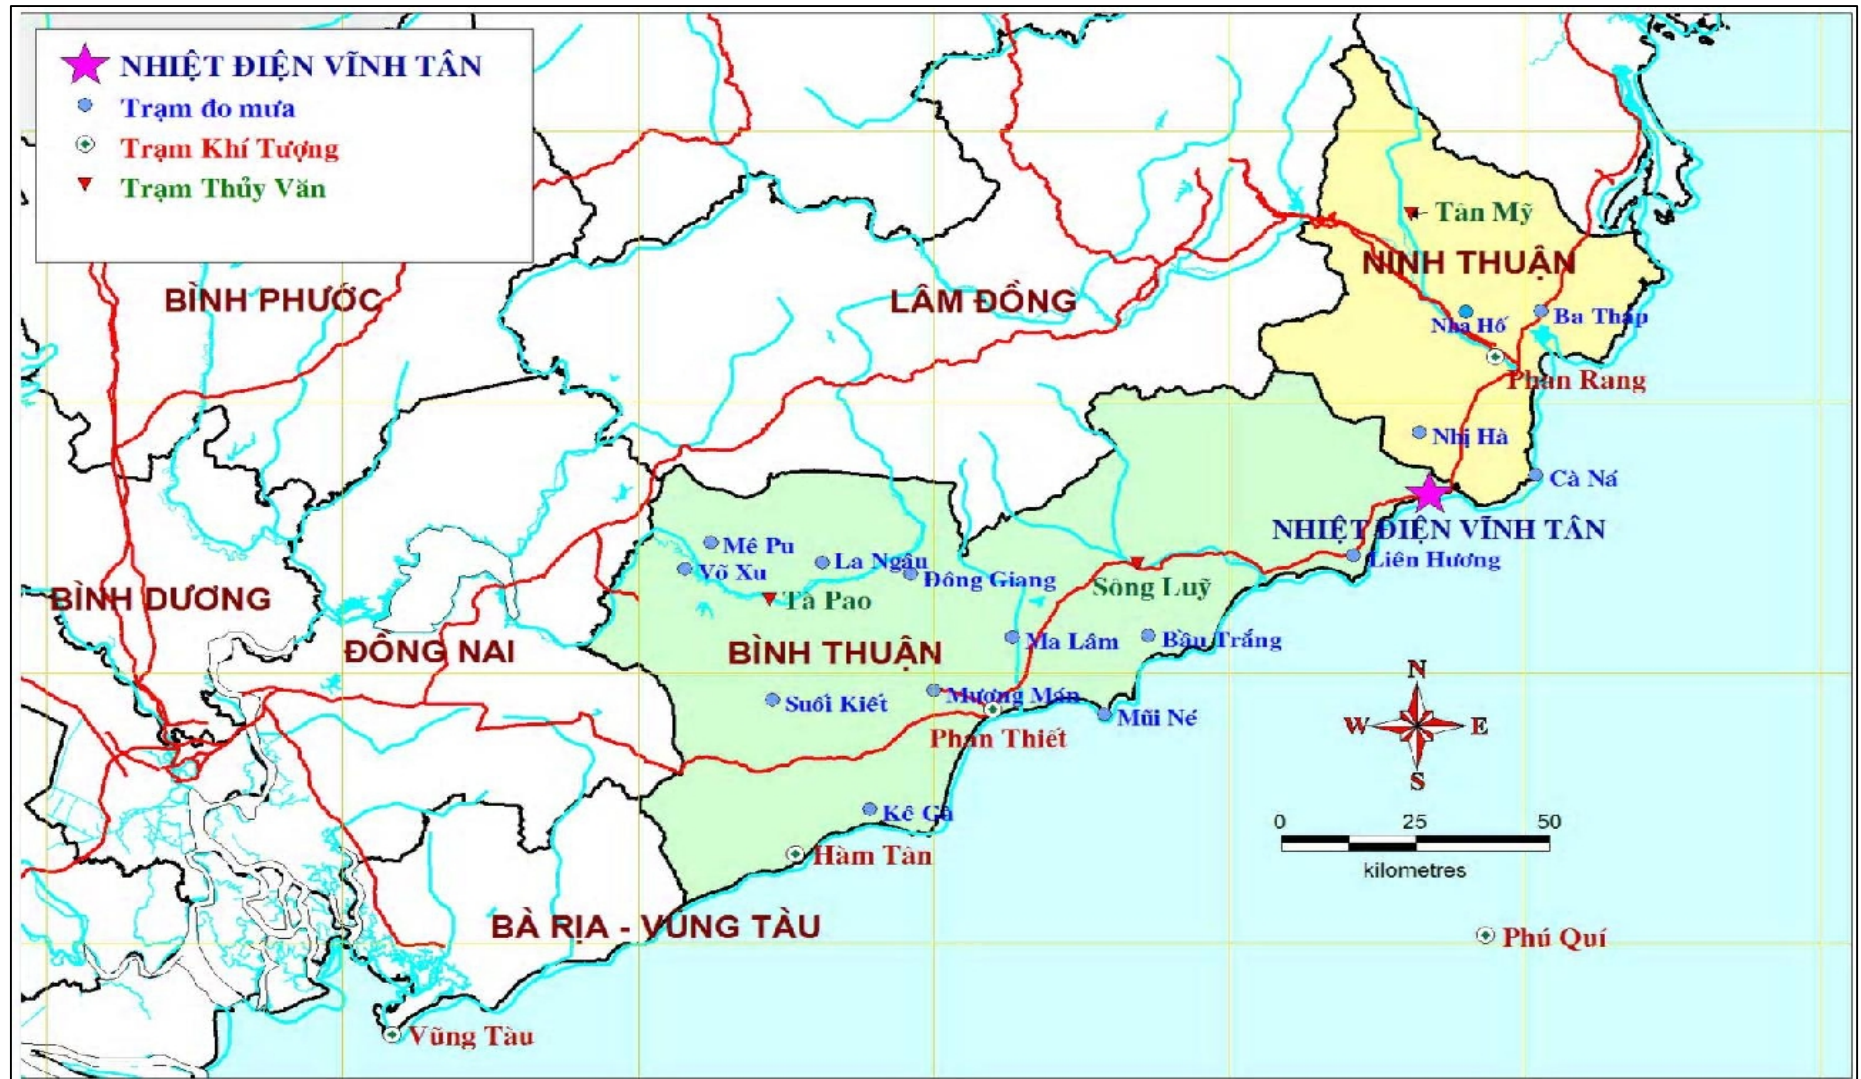 NHIỆT ĐIỆN VĨNH TÂN
Trạm đo mưa
Trạm Khí Tượng
Trạm Thủy Văn
Tân Mỹ
NINH THUẬN
BÌNH PHƯỚC
LÂM ĐỒNG
Nha Hố
Ba Tháp
Phan Rang
Nhị Hà
Cà Ná
NHIỆT ĐIỆN VĨNH TÂN
Mê Pu
La Ngâu
Liên Hương
Võ Xu
Đông Giang
Sông Luỹ
BÌNH DƯƠNG
Tà Pao
ĐỒNG NAI
BÌNH THUẬN
Ma Lâm
Bầu Trắng
N
Suối Kiết
Mương Mán
Mũi Né
W
E
Phan Thiết
S
Kê Gà
0 25 50
Hàm Tân
kilometres
BÀ RỊA - VŨNG TÀU
Phú Quí
Vũng Tàu